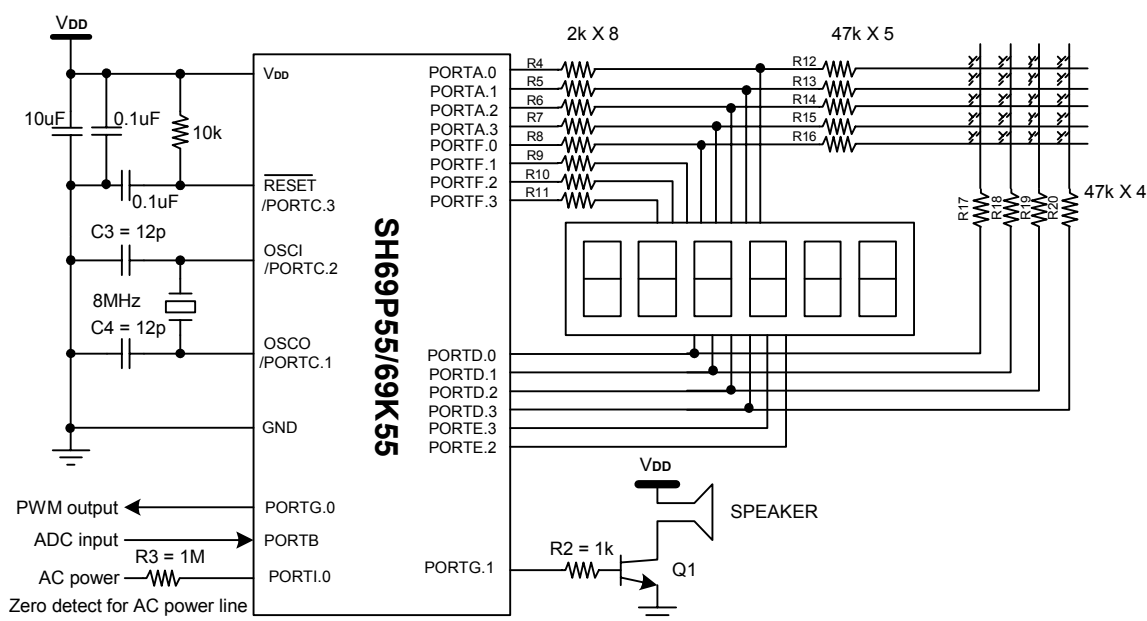 VDD
2k X 8
47k X 5
10uF
0.1uF
10k
0.1uF
C3 = 12p
8MHz
C4 = 12p
VDD
RESET
/PORTC.3
OSCI
/PORTC.2
OSCO
/PORTC.1
GND
PORTG.0
PORTB
PORTI.0
SH69P55/69K55
PORTA.0
PORTA.1
PORTA.2
PORTA.3
PORTF.0
PORTF.1
PORTF.2
PORTF.3
R4
R5
R6
R7
R8
R9
R10
R11
R12
R13
R14
R15
R16
47k X 4
R17
R18
R19
R20
PORTD.0
PORTD.1
PORTD.2
PORTD.3
PORTE.3
PORTE.2
VDD
SPEAKER
PORTG.1
R2 = 1k
Q1
PWM output
ADC input
R3 = 1M
AC power
Zero detect for AC power line